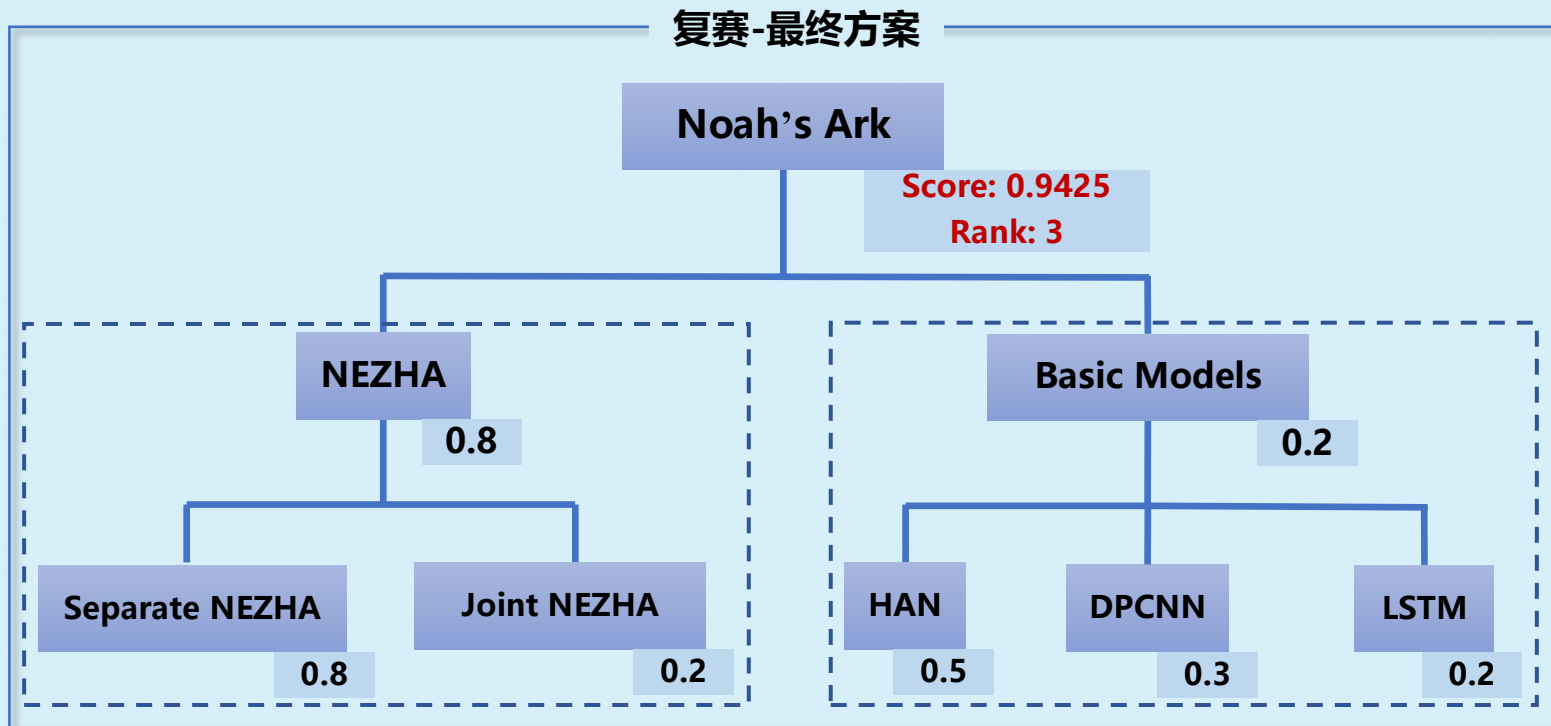 复赛-最终方案
Noah’s Ark
Score: 0.9425
Rank: 3
NEZHA
0.8
Basic Models
0.2
Separate NEZHA
0.8
Joint NEZHA
0.2
HAN
0.5
DPCNN
0.3
LSTM
0.2